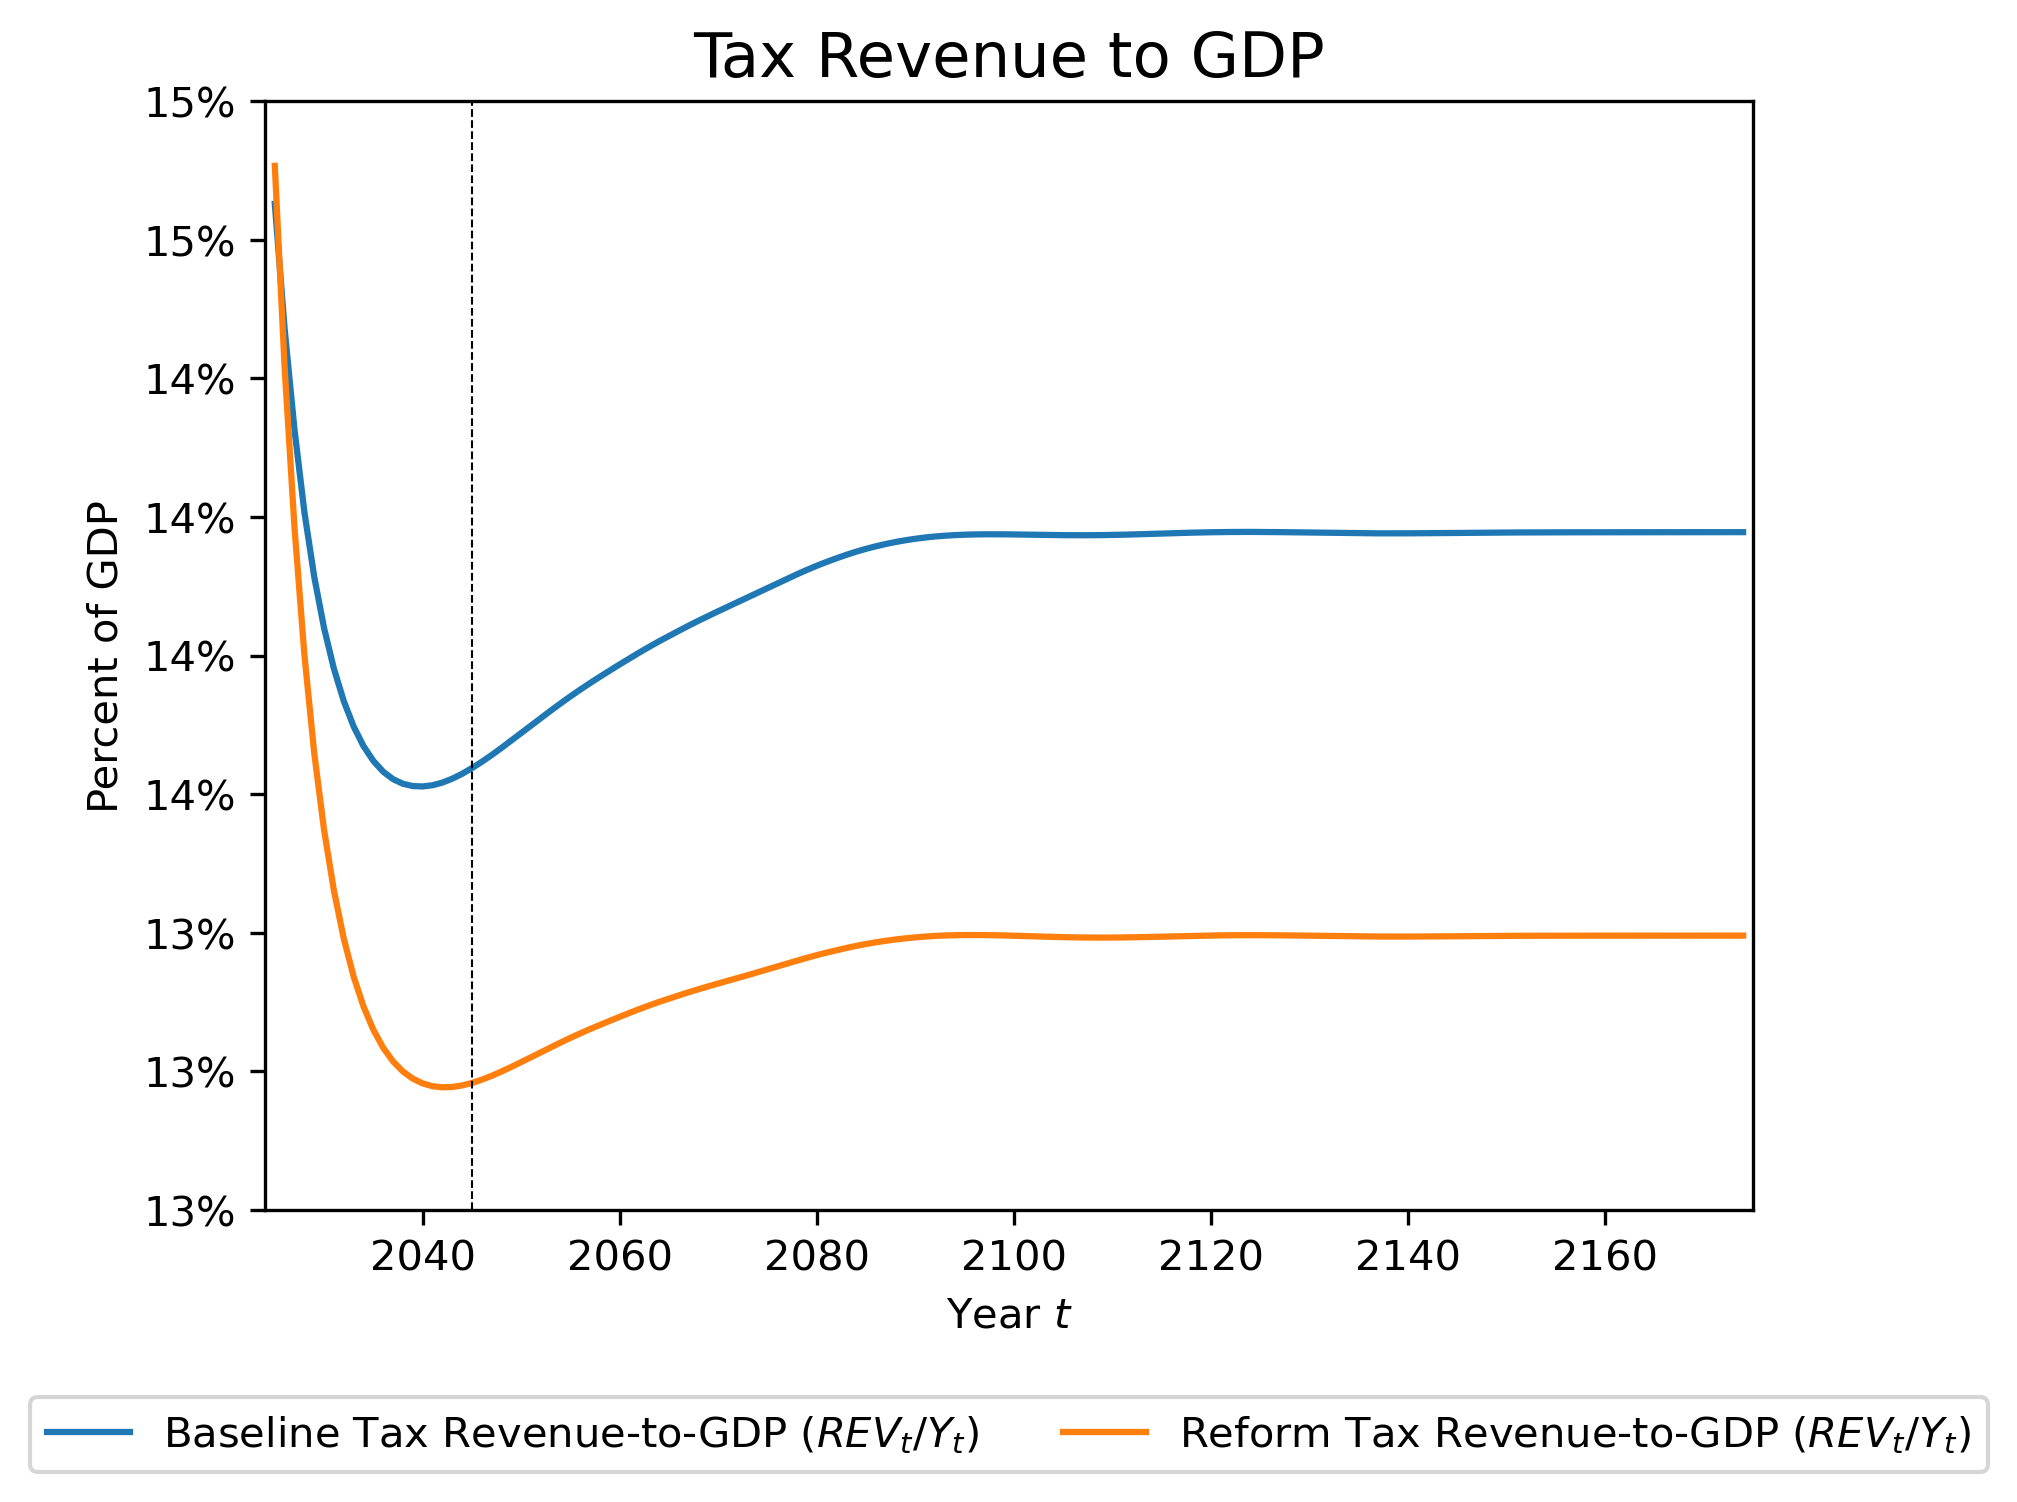 Tax Revenue to GDP
15%
15%
14%
14%
14%
14%
13%
13%
13%
Percent of GDP
2040 2060 2080 2100 2120 2140 2160
Year t
Baseline Tax Revenue-to-GDP (REVₜ/Yₜ) Reform Tax Revenue-to-GDP (REVₜ/Yₜ)